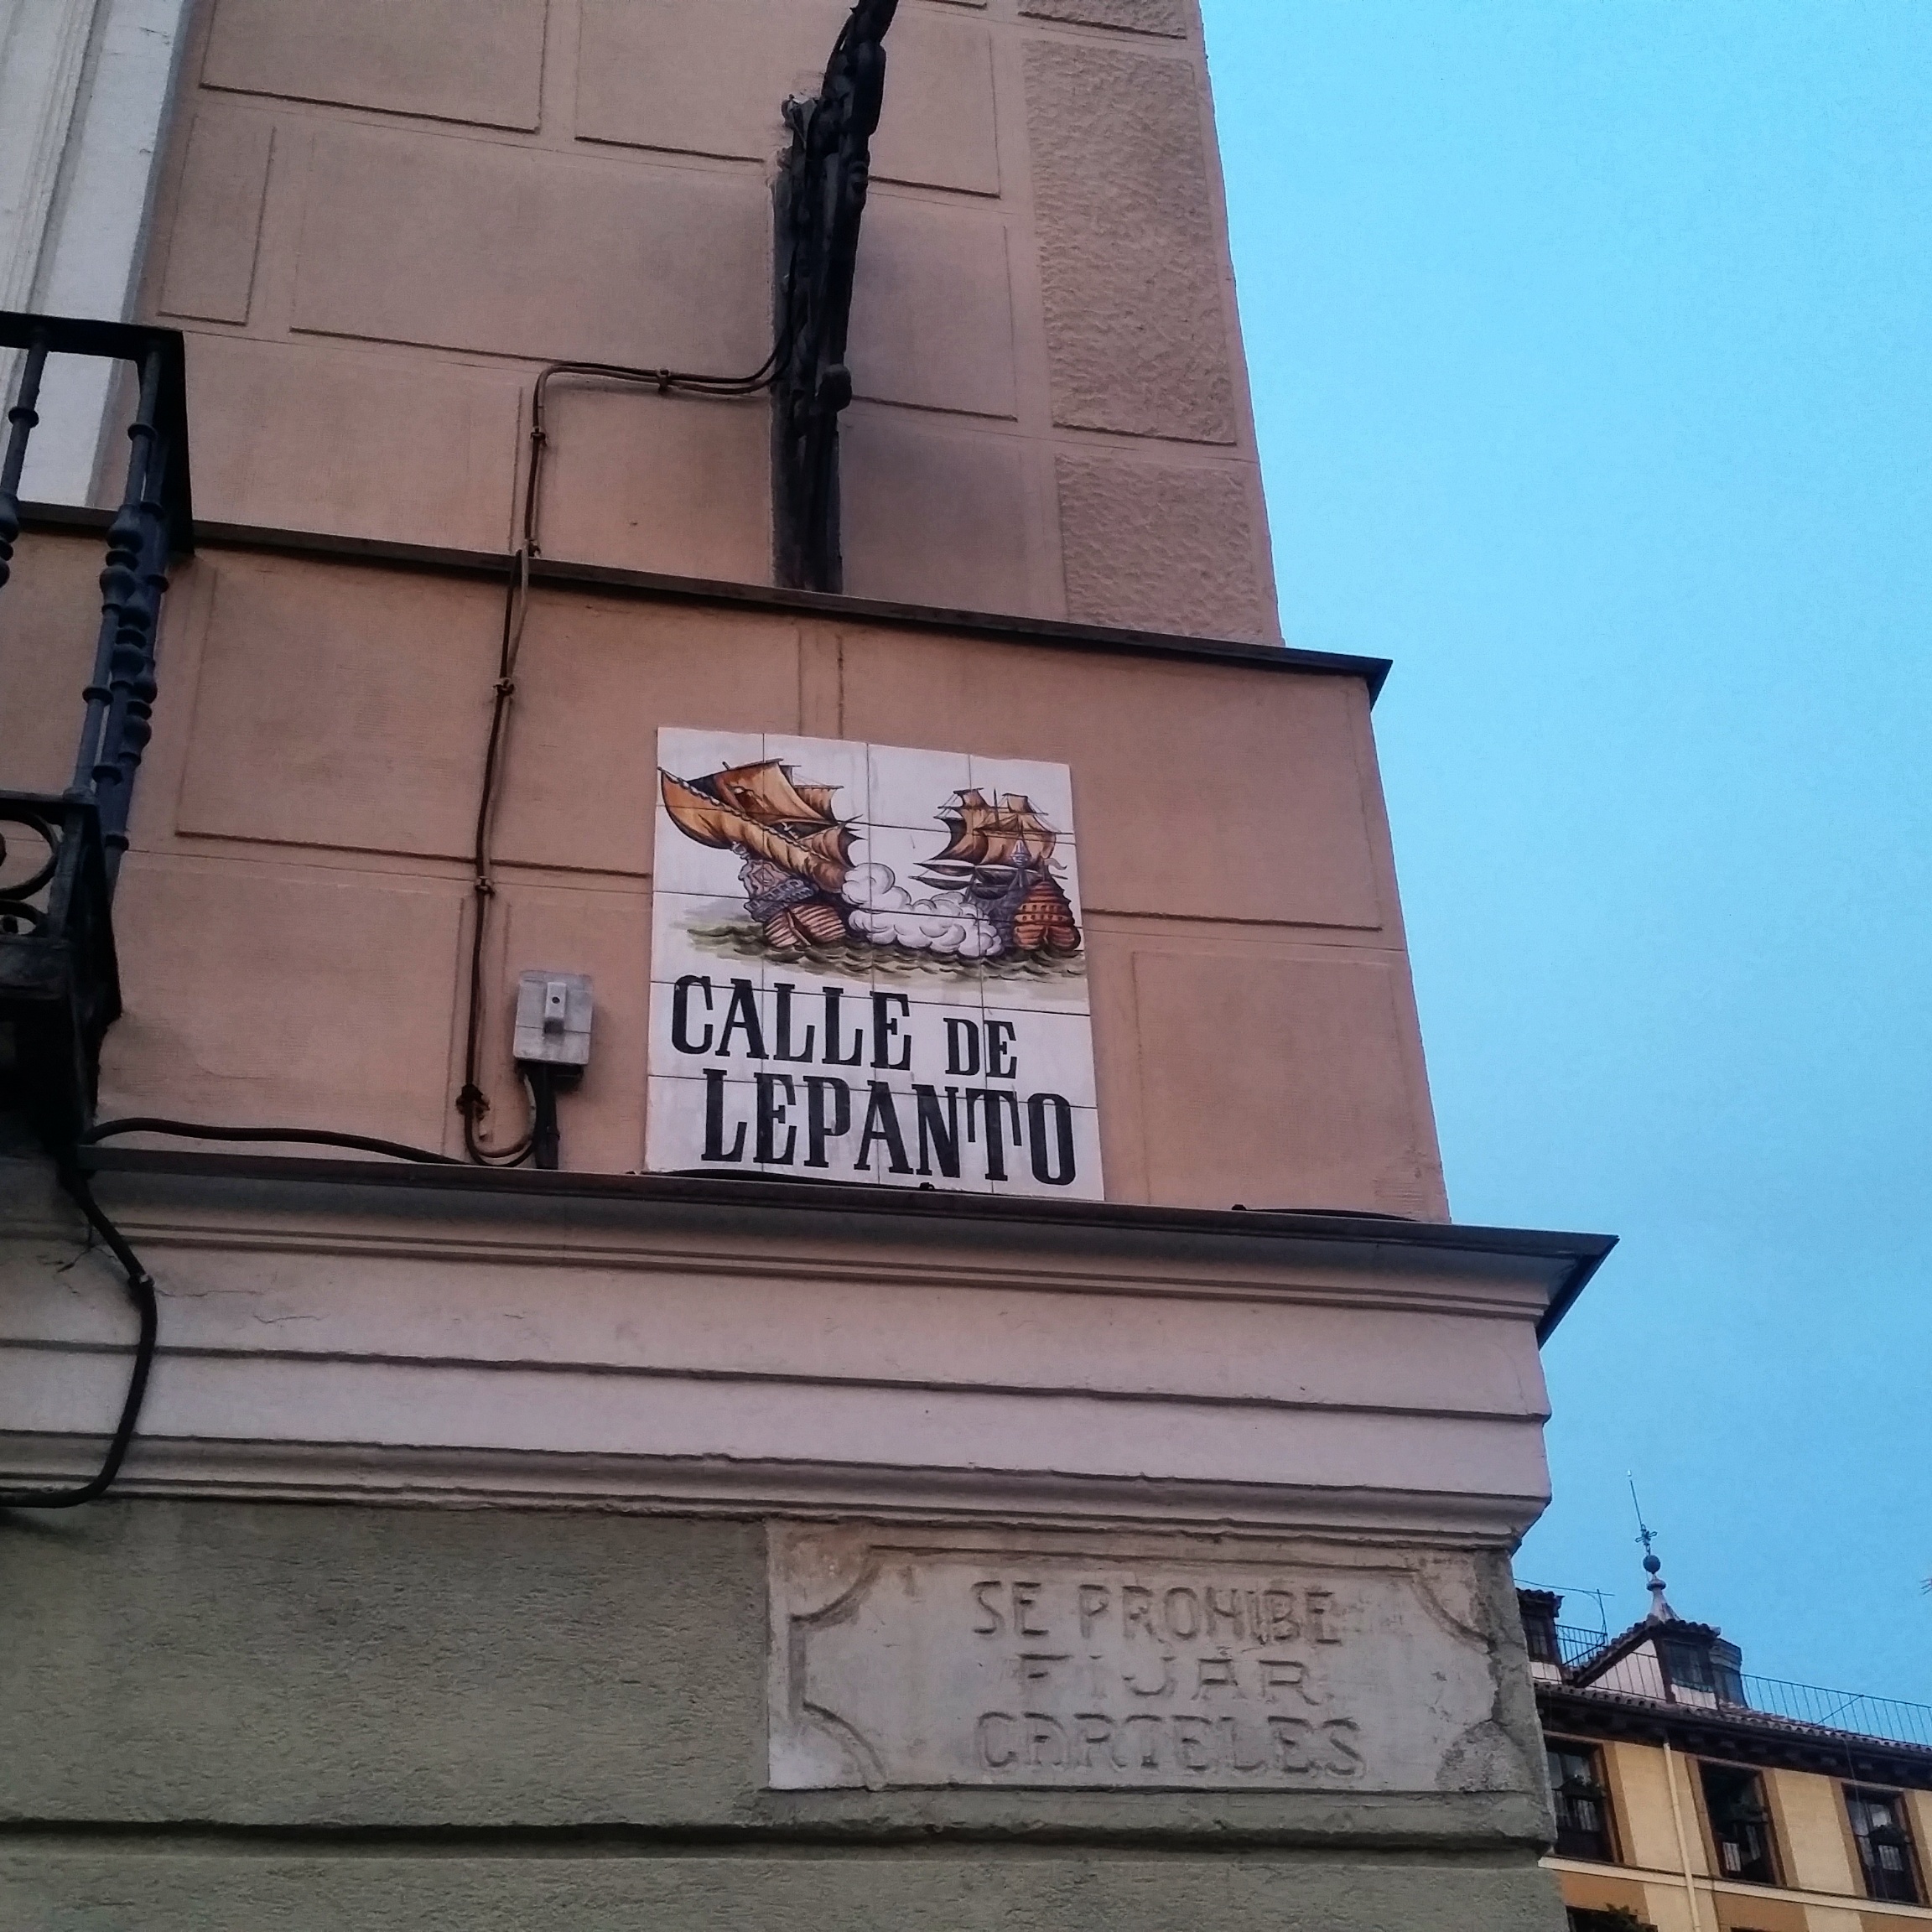 CALLE DE
LEPANTO
SE PROHIBE
FIJAR
CARTELES